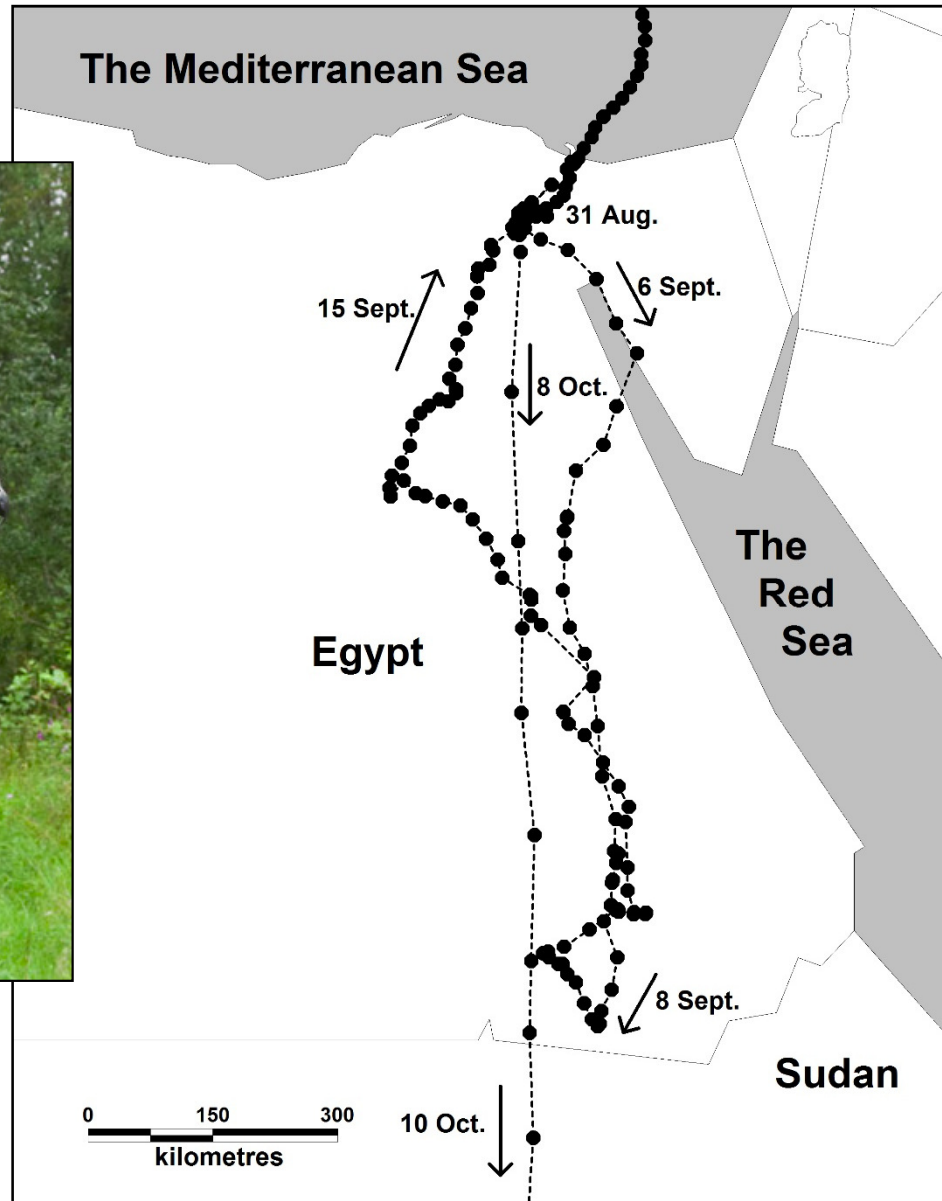 The Mediterranean Sea
31 Aug.
6 Sept.
15 Sept.
8 Oct.
The
Red
Sea
Egypt
8 Sept.
Sudan
10 Oct.
0 150 300
kilometres